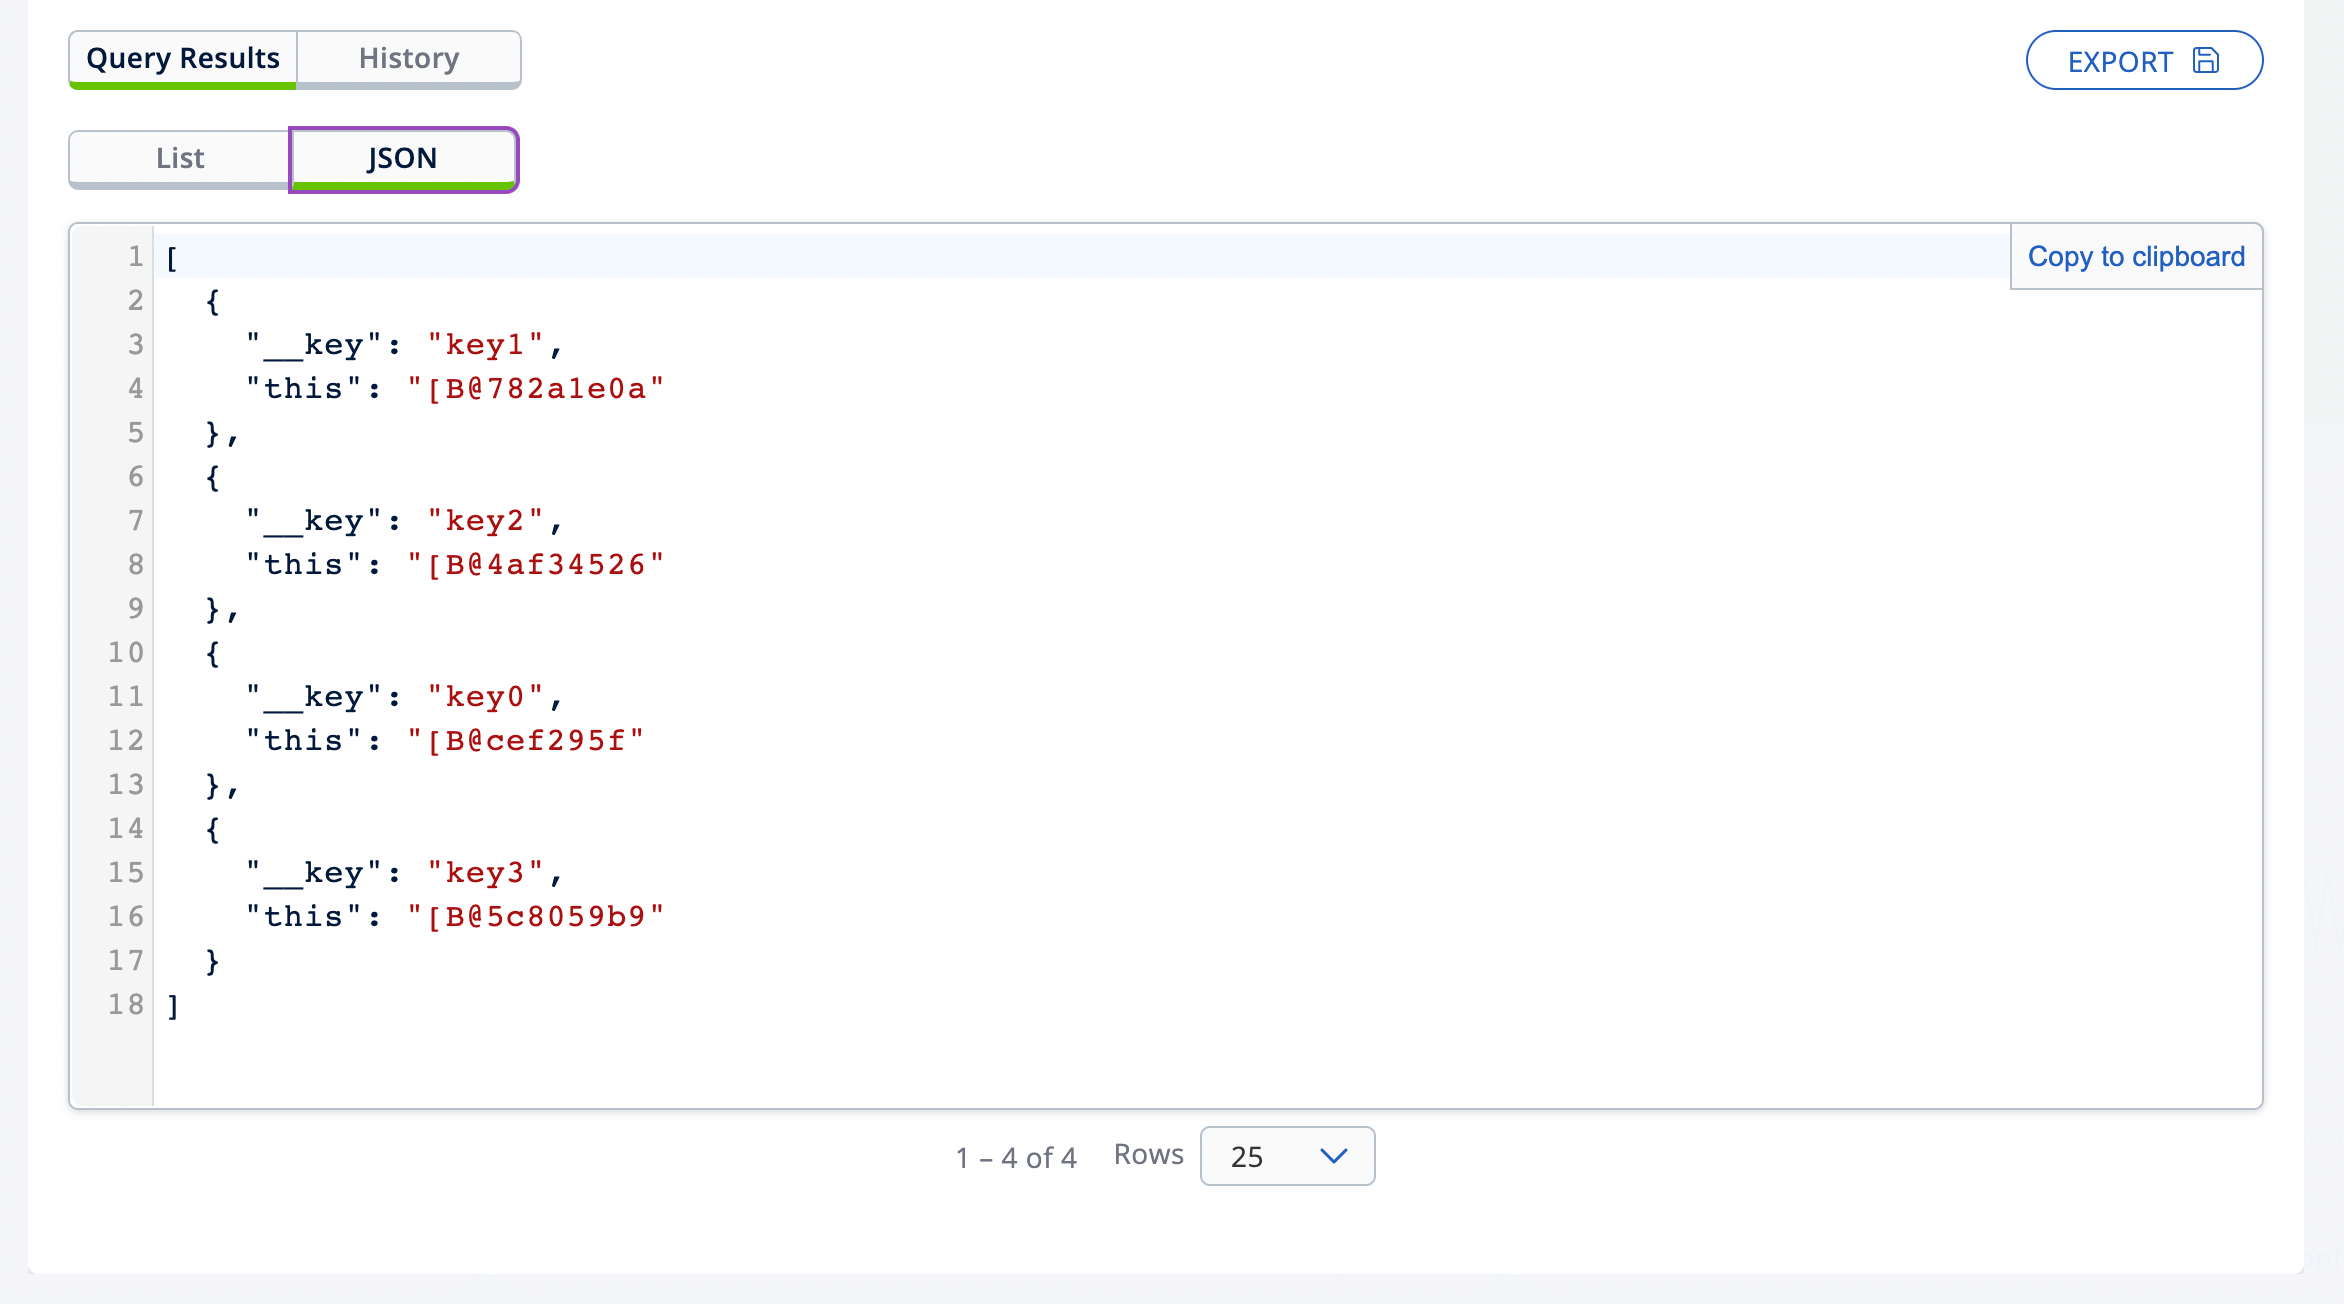 Query Results History EXPORT
List JSON
Copy to clipboard
1 [
2 {
3 "__key": "key1",
4 "this": "[B@782a1e0a"
5 },
6 {
7 "__key": "key2",
8 "this": "[B@4af34526"
9 },
10 {
11 "__key": "key0",
12 "this": "[B@cef295f"
13 },
14 {
15 "__key": "key3",
16 "this": "[B@5c8059b9"
17 }
18 ]
1 – 4 of 4 Rows 25